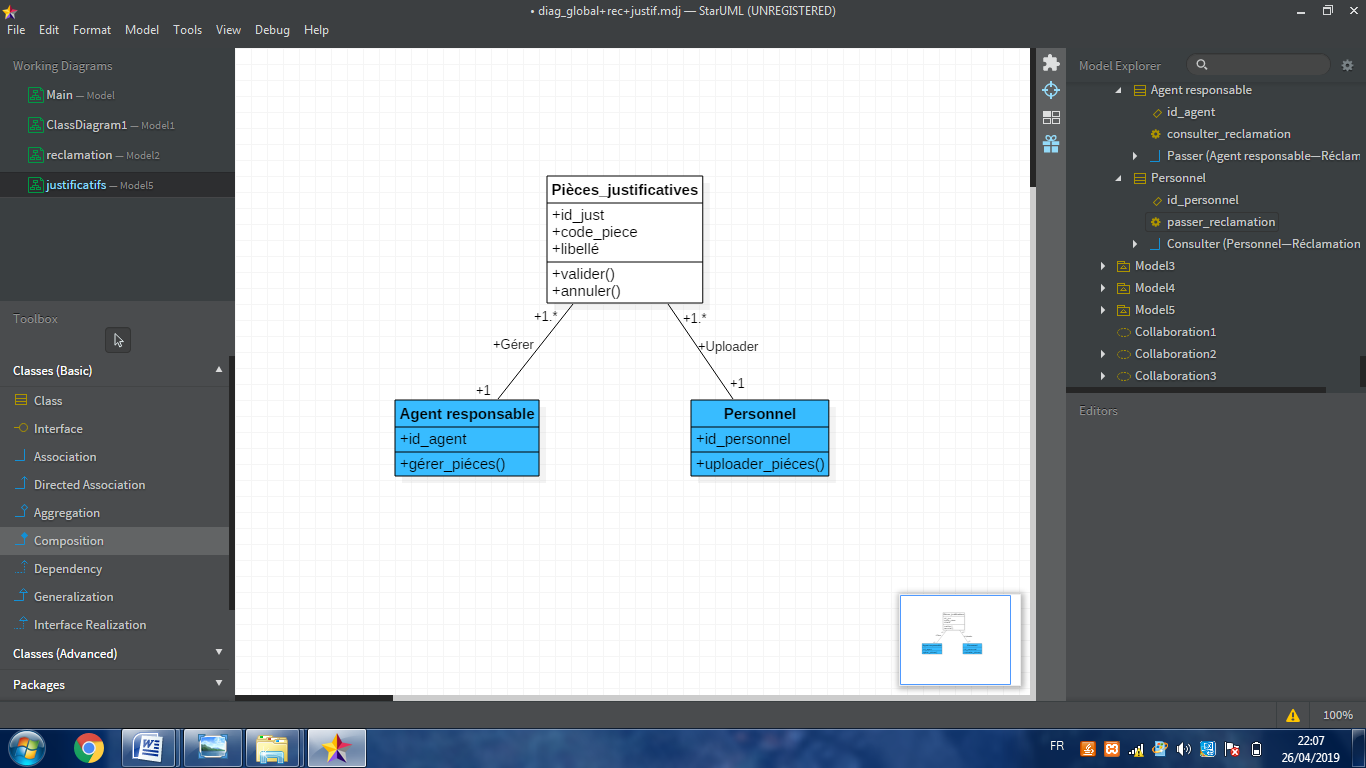 • diag_global+rec+justif.mdj — StarUML (UNREGISTERED)
File Edit Format Model Tools View Debug Help
Working Diagrams
Main — Model
ClassDiagram1 — Model1
reclamation — Model2
justificatifs — Model5
Toolbox
Classes (Basic)
Class
Interface
Association
Directed Association
Aggregation
Composition
Dependency
Generalization
Interface Realization
Classes (Advanced)
Packages
Pièces_justificatives
+id_just
+code_piece
+libellé
+valider()
+annuler()
+1.*
+1.*
+Gérer
+Uploader
+1
+1
Agent responsable
+id_agent
+gérer_piéces()
Personnel
+id_personnel
+uploader_piéces()
Model Explorer
Agent responsable
id_agent
consulter_reclamation
Passer (Agent responsable—Réclam
Personnel
id_personnel
passer_reclamation
Consulter (Personnel—Réclamation
Model3
Model4
Model5
Collaboration1
Collaboration2
Collaboration3
Editors
100%
FR
22:07
26/04/2019